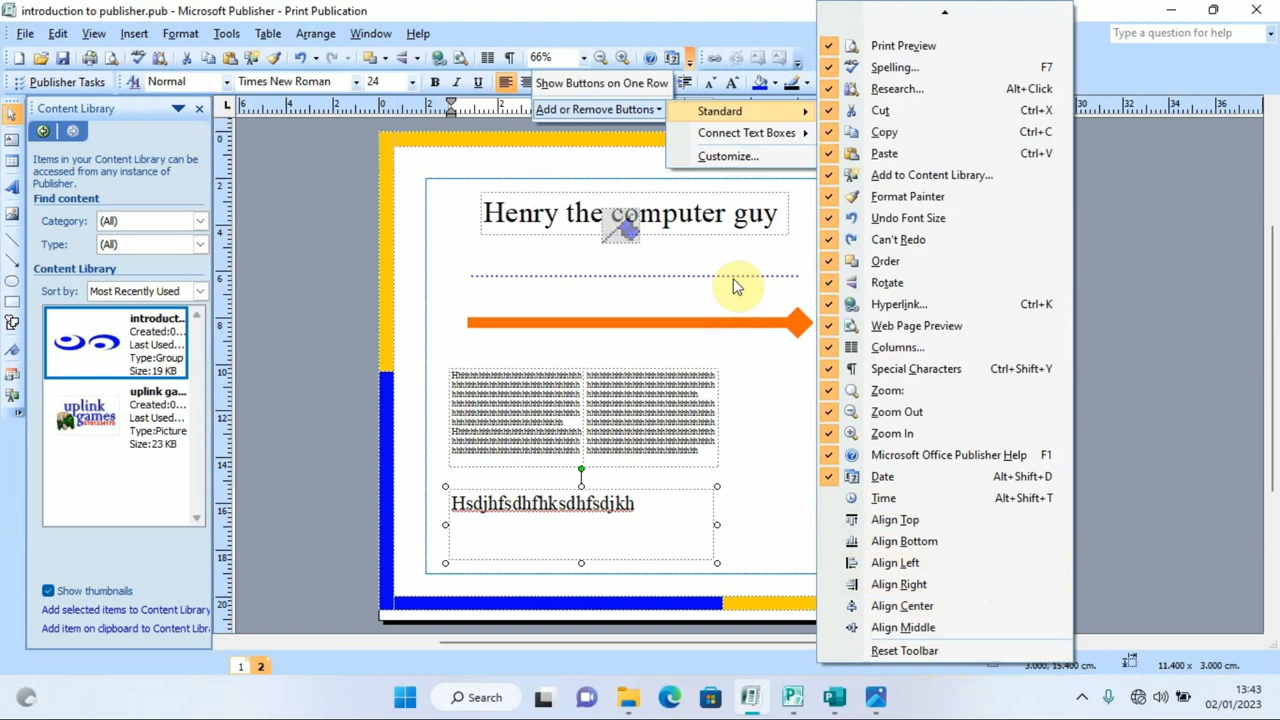 introduction to publisher.pub - Microsoft Publisher - Print Publication
File Edit View Insert Format Tools Table Arrange Window Help
Type a question for help
66%
Publisher Tasks
Normal
Times New Roman
24
B I U
Show Buttons on One Row
Add or Remove Buttons
Standard
Connect Text Boxes
Customize...
Content Library
Items in your Content Library can be
accessed from any instance of
Publisher.
Find content
Category: (All)
Type: (All)
Content Library
Sort by: Most Recently Used
introduct...
Created:0...
Last Used...
Type:Group
Size:19 KB
uplink ga...
Created:0...
Last Used...
Type:Picture
Size:23 KB
uplink
games
Show thumbnails
Add selected items to Content Library
Add item on clipboard to Content Libr
Henry the computer guy
Hsdjhfsdhfhksdhfsdjkh
Print Preview
Spelling... F7
Research... Alt+Click
Cut Ctrl+X
Copy Ctrl+C
Paste Ctrl+V
Add to Content Library...
Format Painter
Undo Font Size
Can't Redo
Order
Rotate
Hyperlink... Ctrl+K
Web Page Preview
Columns...
Special Characters Ctrl+Shift+Y
Zoom:
Zoom Out
Zoom In
Microsoft Office Publisher Help F1
Date Alt+Shift+D
Time Alt+Shift+T
Align Top
Align Bottom
Align Left
Align Right
Align Center
Align Middle
Reset Toolbar
1 2
3.000, 15.400 cm.
11.400 x 3.000 cm.
Search
13:43
02/01/2023